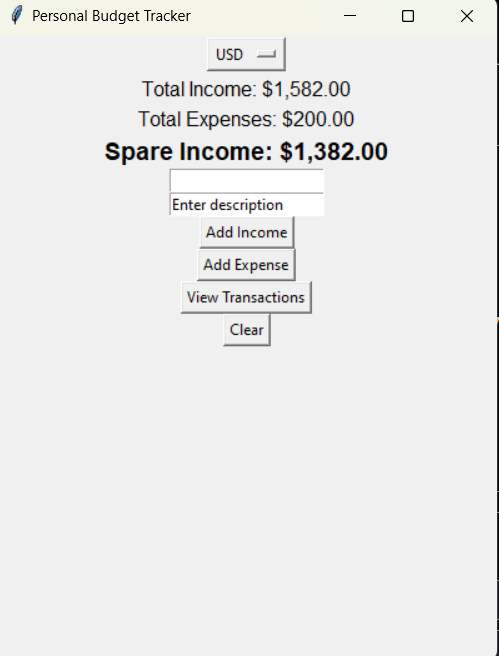 Personal Budget Tracker
USD
Total Income: $1,582.00
Total Expenses: $200.00
Spare Income: $1,382.00
Enter description
Add Income
Add Expense
View Transactions
Clear